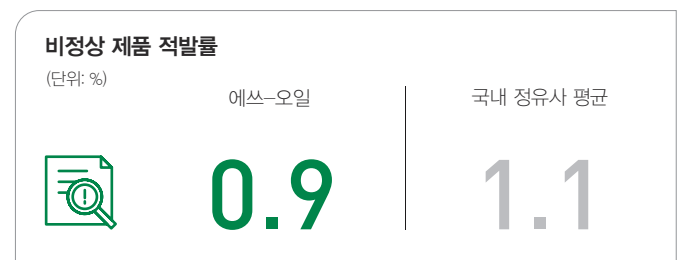 비정상 제품 적발률
(단위: %)
에쓰-오일
국내 정유사 평균
0.9
1.1